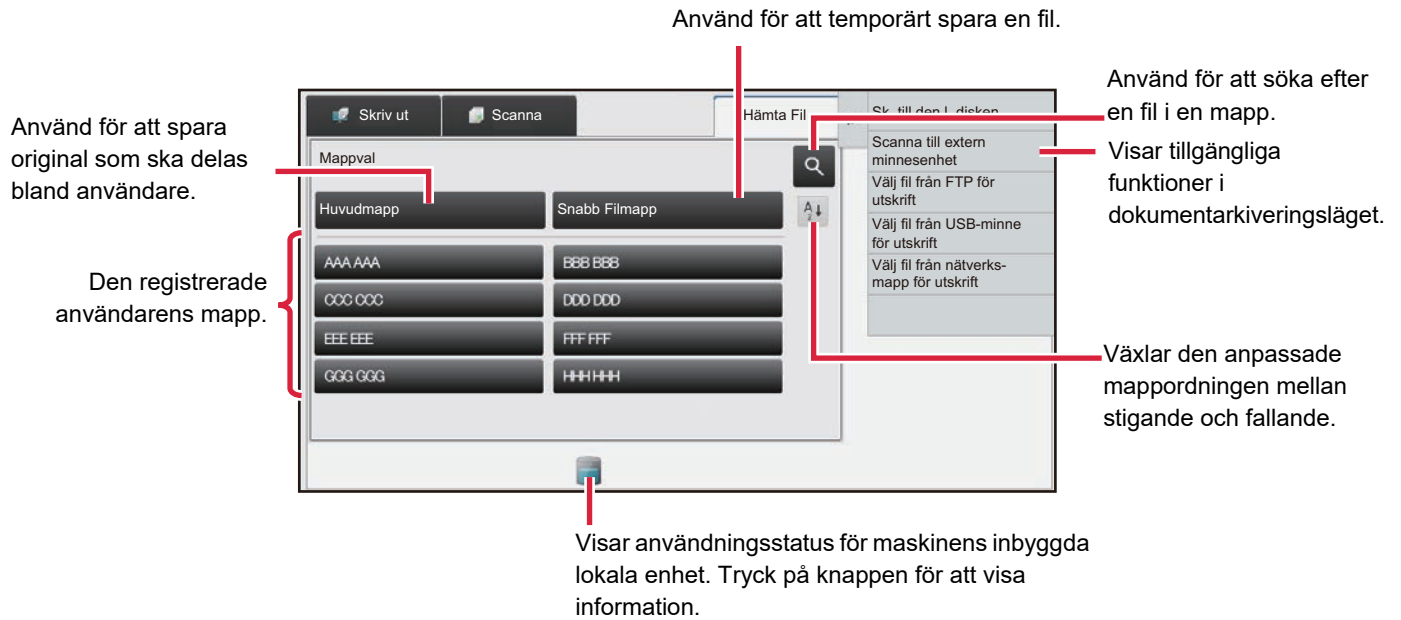 Använd för att temporärt spara en fil.
Använd för att söka efter
en fil i en mapp.
Använd för att spara
original som ska delas
bland användare.
Skriv ut
Scanna
Hämta Fil
Sk. till den l. disken
Mappval
Scanna till extern
minnesenhet
Visar tillgängliga
funktioner i
dokumentarkiveringsläget.
Välj fil från FTP för
utskrift
Huvudmapp
Snabb Filmapp
Välj fil från USB-minne
för utskrift
Välj fil från nätverks-
mapp för utskrift
Den registrerade
användarens mapp.
AAA AAA
BBB BBB
CCC CCC
DDD DDD
EEE EEE
FFF FFF
GGG GGG
HHH HHH
Växlar den anpassade
mappordningen mellan
stigande och fallande.
Visar användningsstatus för maskinens inbyggda
lokala enhet. Tryck på knappen för att visa
information.